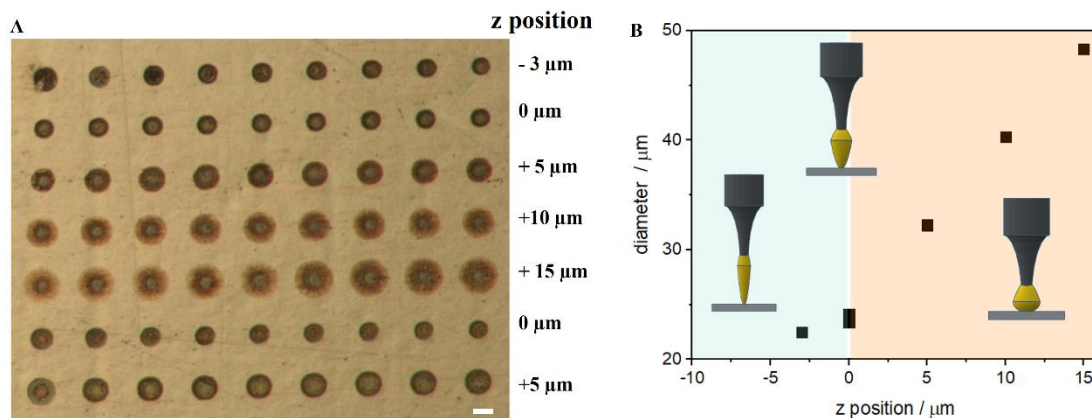 A
z position
- 3 µm
0 µm
+ 5 µm
+10 µm
+ 15 µm
0 µm
+5 µm
B
50
40
30
20
diameter / µm
-10
-5
0
5
10
15
z position / µm